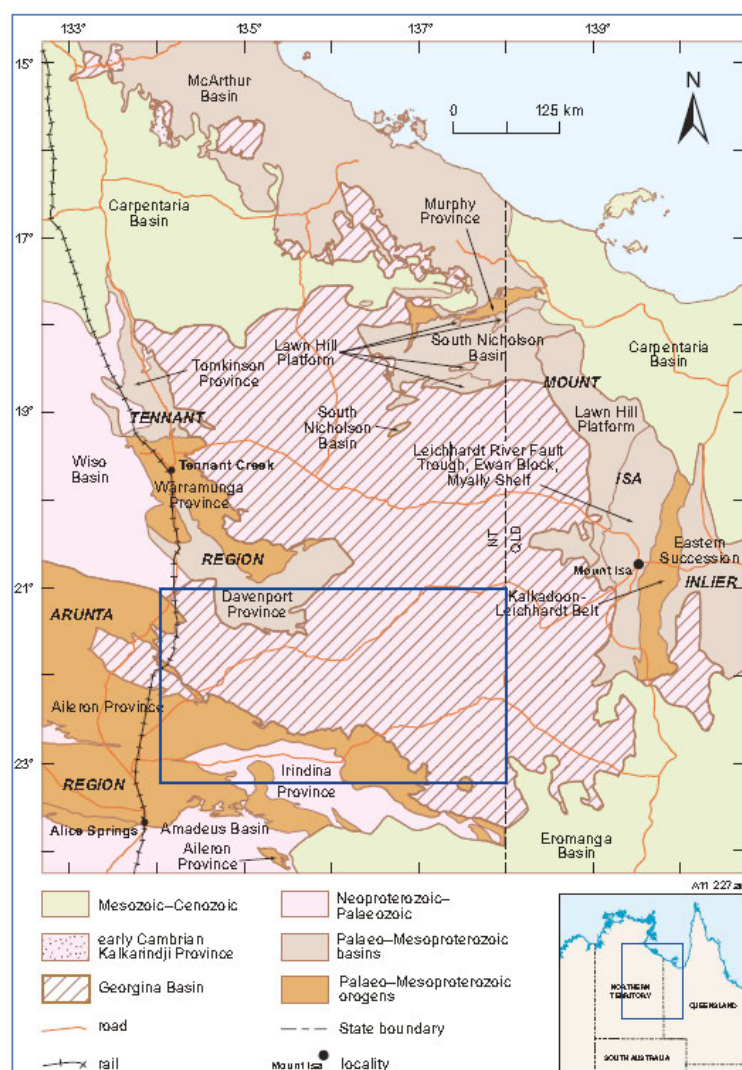 133°
135°
137°
139°
15°
McArthur
Basin
N
0
125 km
Carpentaria
Basin
Murphy
Province
17°
Lawn Hill
Platform
South Nicholson
Basin
Carpentaria
Basin
Tomkinson
Province
MOUNT
19°
TENNANT
South
Nicholson
Basin
Lawn Hill
Platform
Leichhardt River Fault
Trough, Ewan Block,
Myally Shelf
ISA
Wiso
Basin
Tennant Creek
Warramunga
Province
NT
QLD
Eastern
Succession
REGION
Mount Isa
INLIER
21°
Davenport
Province
Kalkadoon-
Leichhardt Belt
ARUNTA
Aileron Province
23°
Irindina
Province
REGION
Alice Springs
Amadeus Basin
Aileron
Province
Eromanga
Basin
A11 227.ai
Mesozoic–Cenozoic
early Cambrian
Kalkarindji Province
Georgina Basin
road
rail
Neoproterozoic–
Palaeozoic
Palaeo–Mesoproterozoic
basins
Palaeo–Mesoproterozoic
orogens
State boundary
Mount Isa
locality
NORTHERN
TERRITORY
QUEENSLAND
SOUTH AUSTRALIA